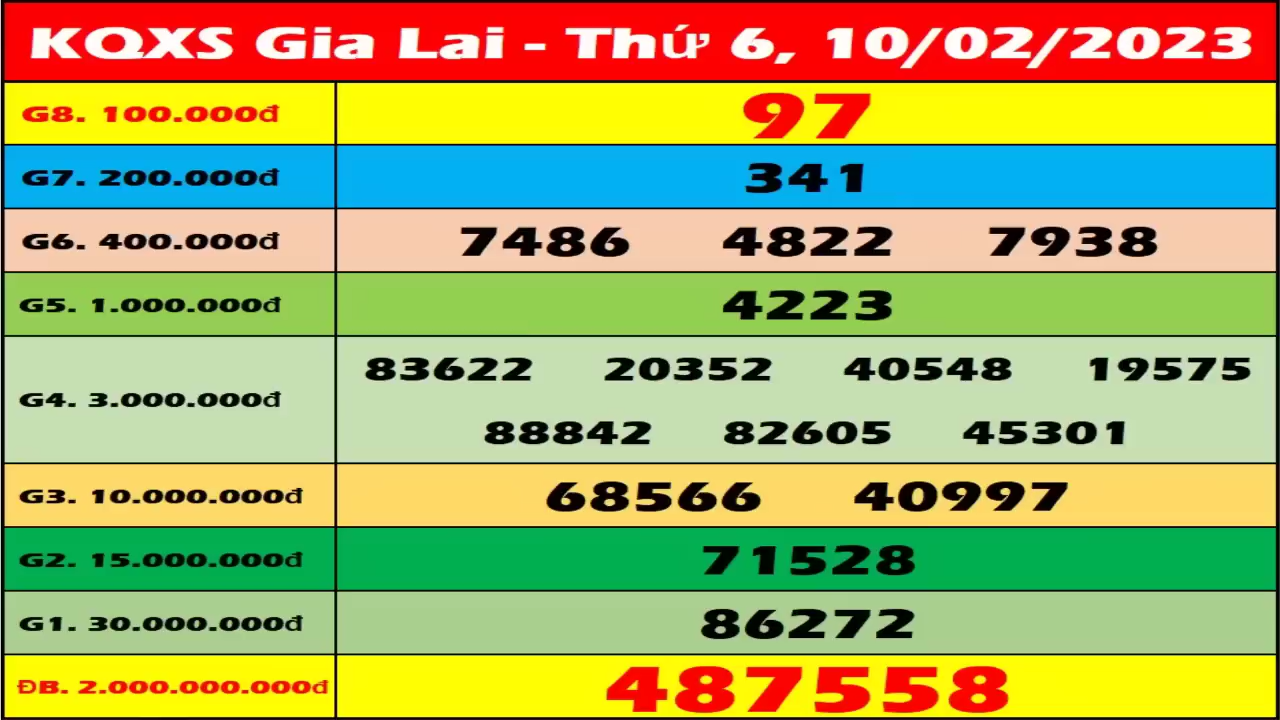 KQXS Gia Lai - Thứ 6, 10/02/2023
G8. 100.000đ 97
G7. 200.000đ 341
G6. 400.000đ 7486 4822 7938
G5. 1.000.000đ 4223
G4. 3.000.000đ
83622 20352 40548 19575
88842 82605 45301
G3. 10.000.000đ 68566 40997
G2. 15.000.000đ 71528
G1. 30.000.000đ 86272
ĐB. 2.000.000.000đ 487558